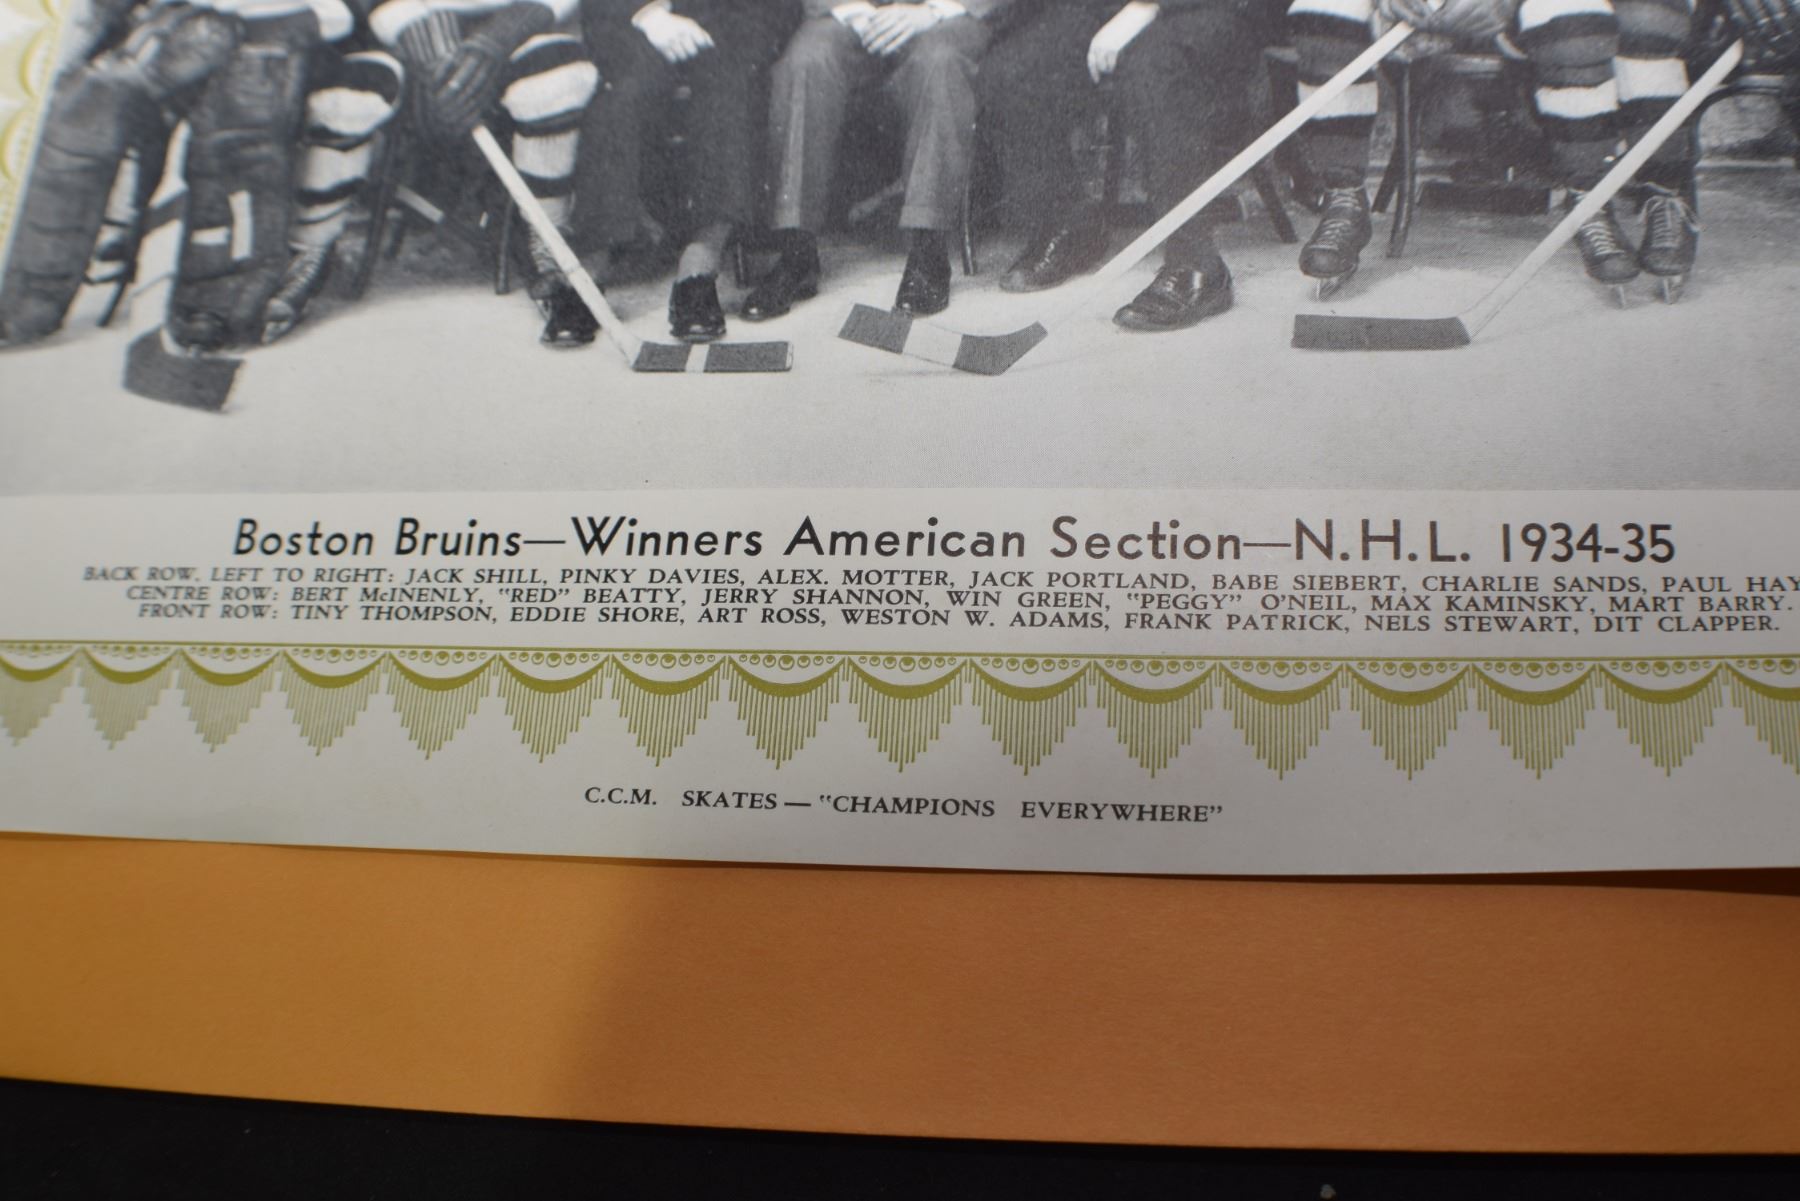 Boston Bruins—Winners American Section—N.H.L. 1934-35
BACK ROW, LEFT TO RIGHT: JACK SHILL, PINKY DAVIES, ALEX. MOTTER, JACK PORTLAND, BABE SIEBERT, CHARLIE SANDS, PAUL HAY
CENTRE ROW: BERT McINENLY, "RED" BEATTY, JERRY SHANNON, WIN GREEN, "PEGGY" O'NEIL, MAX KAMINSKY, MART BARRY.
FRONT ROW: TINY THOMPSON, EDDIE SHORE, ART ROSS, WESTON W. ADAMS, FRANK PATRICK, NELS STEWART, DIT CLAPPER.
C.C.M. SKATES — "CHAMPIONS EVERYWHERE"